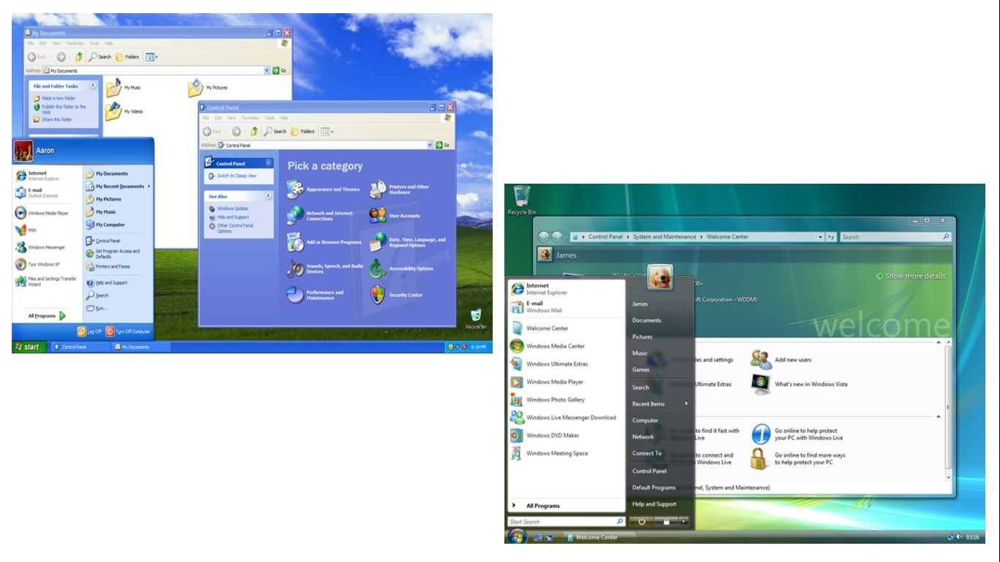 My Documents
File Edit View Favorites Tools Help
Back Search Folders
Address My Documents Go
File and Folder Tasks
Make a new folder
Publish this folder to the
Web
Share this folder
My Music
My Pictures
My Videos
Control Panel
File Edit View Favorites Tools Help
Back Search Folders
Address Control Panel Go
Control Panel
Switch to Classic View
See Also
Windows Update
Help and Support
Other Control Panel
Options
Pick a category
Appearance and Themes
Printers and Other
Hardware
Network and Internet
Connections
User Accounts
Add or Remove Programs
Date, Time, Language, and
Regional Options
Sounds, Speech, and Audio
Devices
Accessibility Options
Performance and
Maintenance
Security Center
Aaron
Internet
Internet Explorer
E-mail
Outlook Express
Windows Media Player
MSN
Windows Messenger
Tour Windows XP
Files and Settings Transfer
Wizard
All Programs
My Documents
My Recent Documents
My Pictures
My Music
My Computer
Control Panel
Set Program Access and
Defaults
Printers and Faxes
Help and Support
Search
Run...
Log Off Turn Off Computer
Recycle Bin
start Control Panel My Documents 6:18 PM
Recycle Bin
Control Panel System and Maintenance Welcome Center Search
James
00+
oft Corporation - WDDM)
Show more details
welcome
les and settings
Add new users
Ultimate Extras
What's new in Windows Vista
to find it fast with
Live
Go online to help protect
your PC with Windows Live
to connect and
Windows Live
Go online to find more ways
to help protect your PC
nel, System and Maintenance)
Internet
Internet Explorer
E-mail
Windows Mail
Welcome Center
Windows Media Center
Windows Ultimate Extras
Windows Media Player
Windows Photo Gallery
Windows Live Messenger Download
Windows DVD Maker
Windows Meeting Space
All Programs
Start Search
James
Documents
Pictures
Music
Games
Search
Recent Items
Computer
Network
Connect To
Control Panel
Default Programs
Help and Support
Welcome Center 03:16